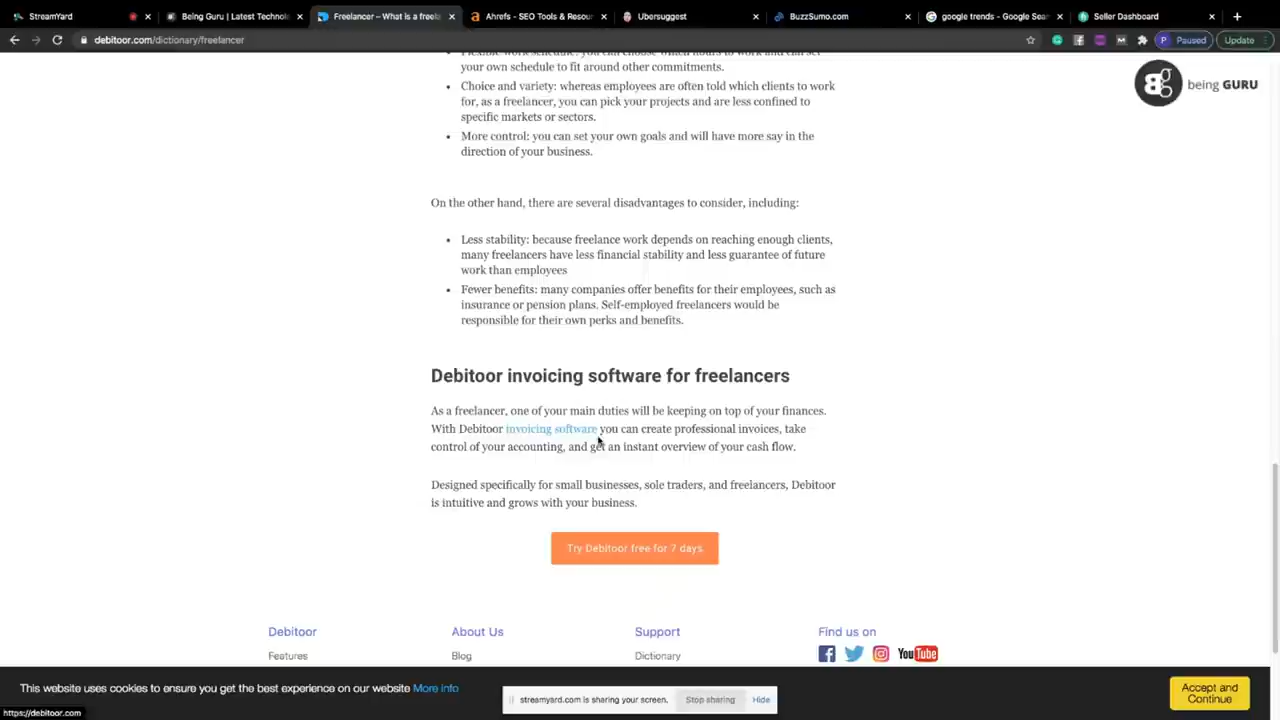 StreamYard
Being Guru | Latest Technolo
Freelancer – What is a freela
Ahrefs - SEO Tools & Resour
Ubersuggest
BuzzSumo.com
google trends - Google Sear
Seller Dashboard
debitoor.com/dictionary/freelancer
P Paused
Update
being GURU
your own schedule to fit around other commitments.
• Choice and variety: whereas employees are often told which clients to work
for, as a freelancer, you can pick your projects and are less confined to
specific markets or sectors.
• More control: you can set your own goals and will have more say in the
direction of your business.
On the other hand, there are several disadvantages to consider, including:
• Less stability: because freelance work depends on reaching enough clients,
many freelancers have less financial stability and less guarantee of future
work than employees
• Fewer benefits: many companies offer benefits for their employees, such as
insurance or pension plans. Self-employed freelancers would be
responsible for their own perks and benefits.
Debitoor invoicing software for freelancers
As a freelancer, one of your main duties will be keeping on top of your finances.
With Debitoor invoicing software you can create professional invoices, take
control of your accounting, and get an instant overview of your cash flow.
Designed specifically for small businesses, sole traders, and freelancers, Debitoor
is intuitive and grows with your business.
Try Debitoor free for 7 days
Debitoor
About Us
Support
Find us on
Features
Blog
Dictionary
YouTube
This website uses cookies to ensure you get the best experience on our website More info
streamyard.com is sharing your screen.
Stop sharing
Hide
Accept and
Continue
https://debitoor.com